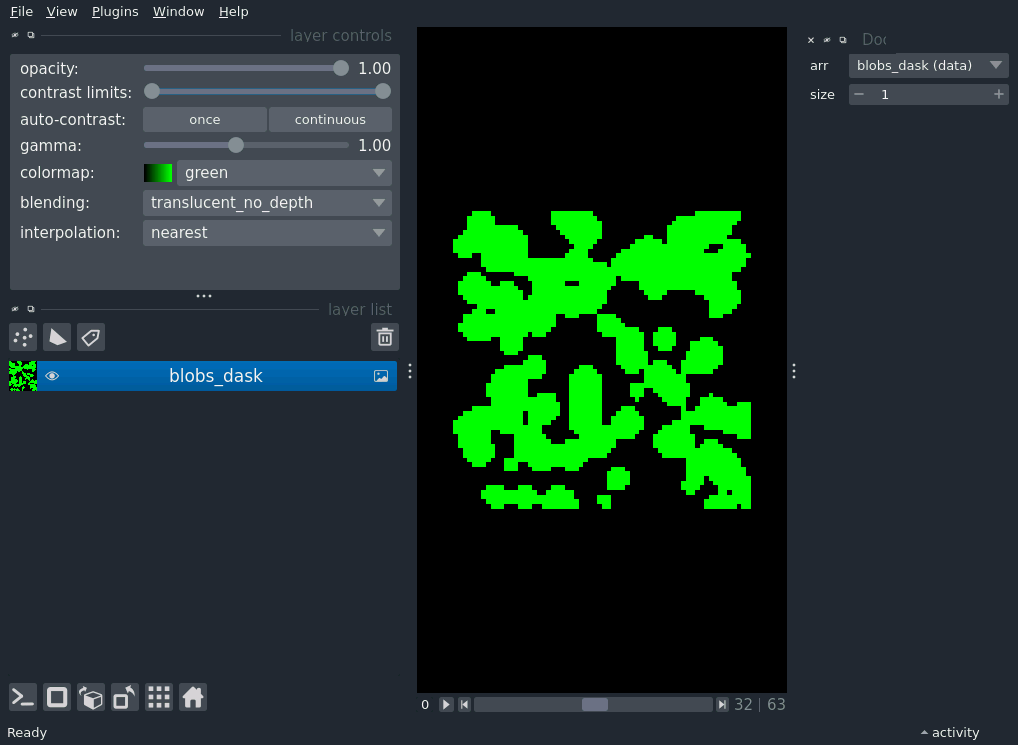 File View Plugins Window Help
layer controls
opacity: 1.00
contrast limits:
auto-contrast: once continuous
gamma: 1.00
colormap: green
blending: translucent_no_depth
interpolation: nearest
layer list
blobs_dask
0 32 | 63
Doc
arr blobs_dask (data)
size 1
Ready activity